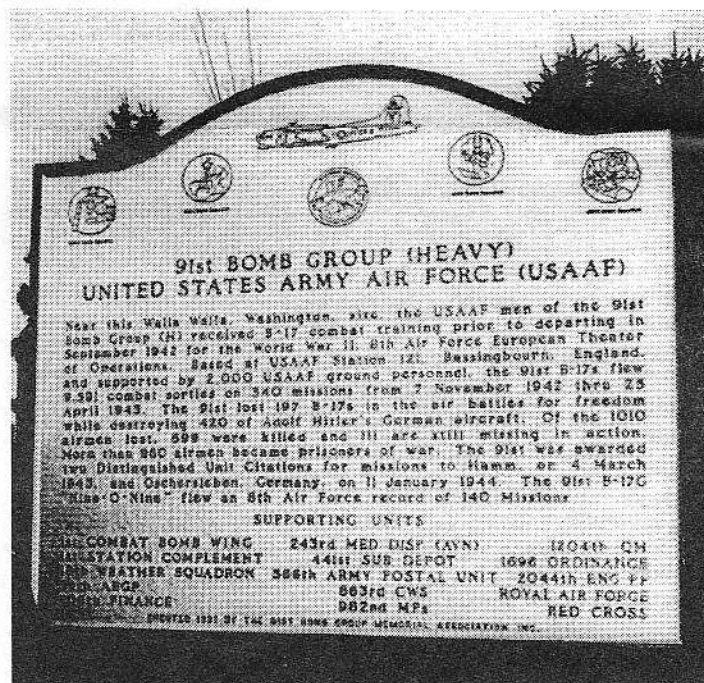 91st BOMB GROUP (HEAVY)
UNITED STATES ARMY AIR FORCE (USAAF)
Near this Walla Walla, Washington, site, the USAAF men of the 91st
Bomb Group (H) received B-17 combat training prior to departing in
September 1942 for the World War II, 8th Air Force European Theater
of Operations. Based at USAAF Station 121, Bassingbourn, England,
and supported by 2,000 USAAF ground personnel, the 91st B-17s flew
9,591 combat sorties on 340 missions from 7 November 1942 thru 25
April 1945. The 91st lost 197 B-17s in the air battles for freedom
while destroying 420 of Adolf Hitler's German aircraft. Of the 1010
airmen lost, 899 were killed and 111 are still missing in action.
More than 960 airmen became prisoners of war. The 91st was awarded
two Distinguished Unit Citations for missions to Hamm, on 4 March
1943, and Oschersleben, Germany, on 11 January 1944. The 91st B-17G
"Nine-O-Nine" flew an 8th Air Force record of 140 Missions
SUPPORTING UNITS
COMBAT BOMB WING 243rd MED DISP (AVN) 1204th QM
STATION COMPLEMENT 441st SUB DEPOT 1696 ORDINANCE
WEATHER SQUADRON 566th ARMY POSTAL UNIT 2044th ENG FF
863rd CWS ROYAL AIR FORCE
FINANCE 982nd MPs RED CROSS
BY THE 91ST BOMB GROUP MEMORIAL ASSOCIATION INC.